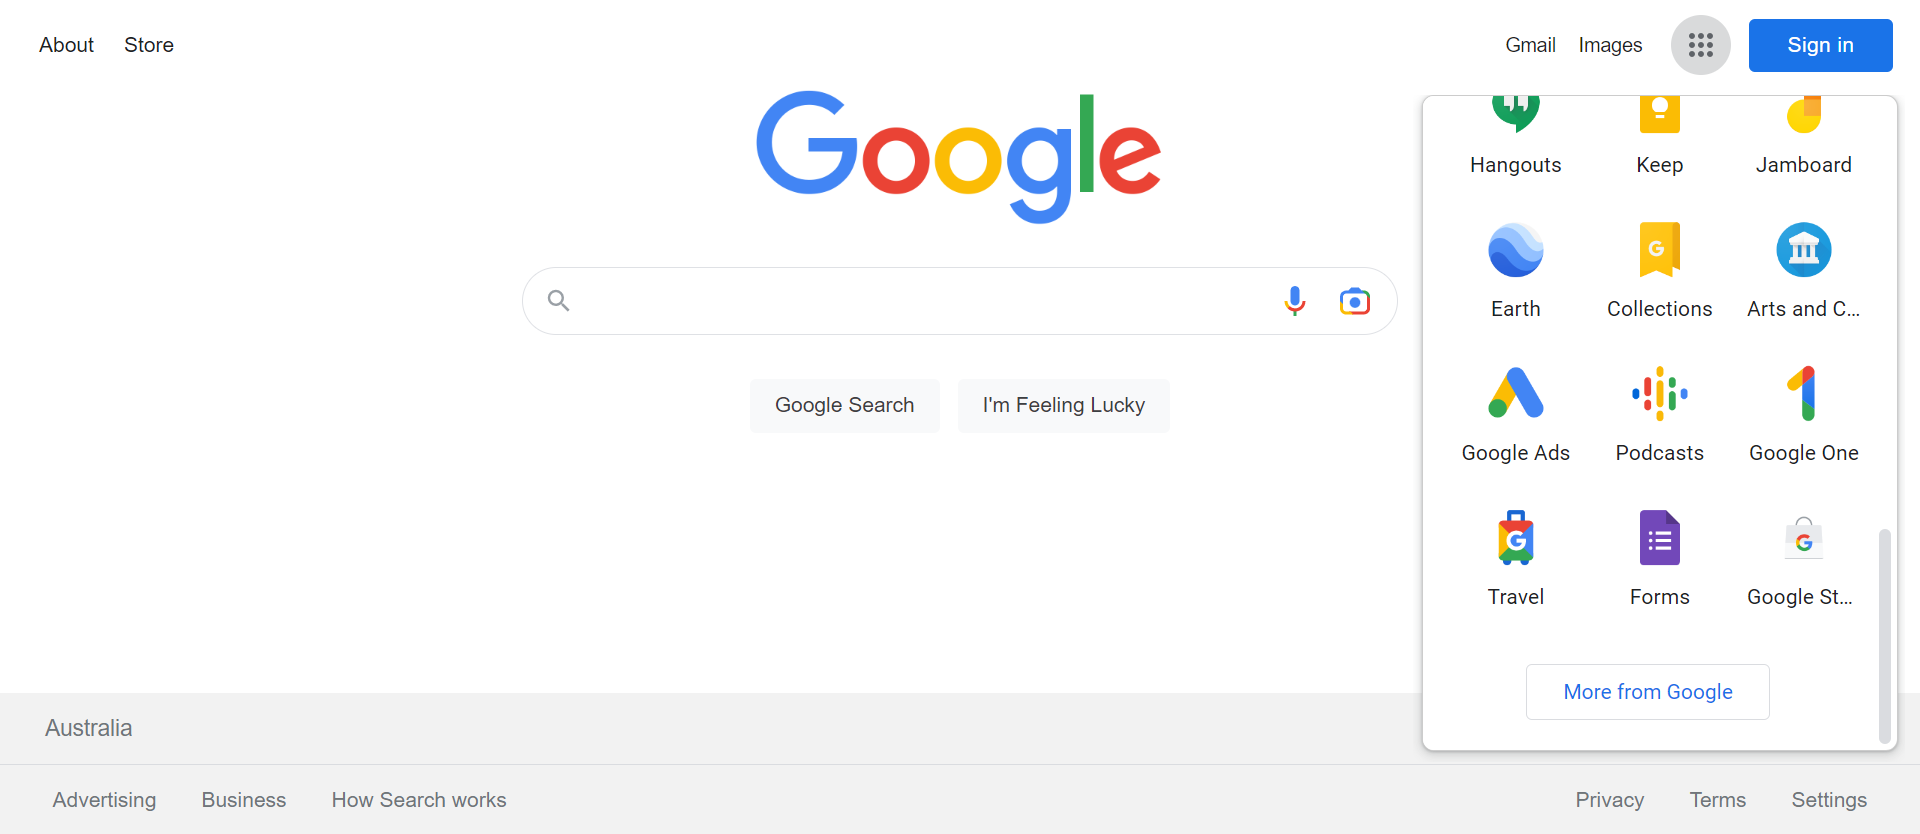 About Store
Gmail Images Sign in
Google
Hangouts Keep Jamboard
Earth Collections Arts and C...
Google Search I'm Feeling Lucky
Google Ads Podcasts Google One
Travel Forms Google St...
More from Google
Australia
Advertising Business How Search works
Privacy Terms Settings